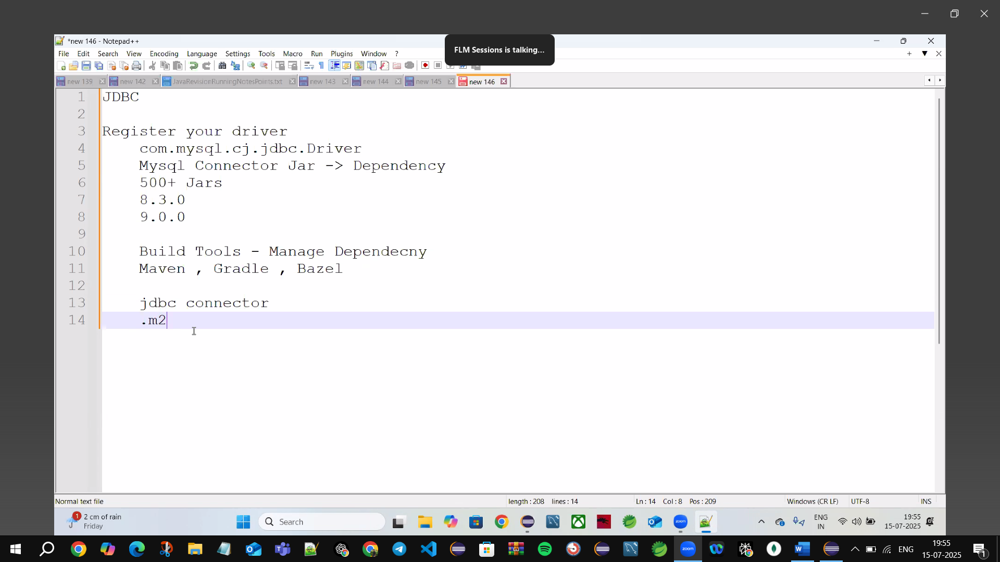 *new 146 - Notepad++
FLM Sessions is talking...
File Edit Search View Encoding Language Settings Tools Macro Run Plugins Window ?
new 139 new 142 JavaRevisionRunningNotesPoints.txt new 143 new 144 new 145 new 146
1 JDBC
2
3 Register your driver
4 com.mysql.cj.jdbc.Driver
5 Mysql Connector Jar -> Dependency
6 500+ Jars
7 8.3.0
8 9.0.0
9
10 Build Tools - Manage Dependecny
11 Maven , Gradle , Bazel
12
13 jdbc connector
14 .m2
Normal text file length : 208 lines : 14 Ln : 14 Col : 8 Pos : 209 Windows (CR LF) UTF-8 INS
1 2 cm of rain
Friday
Search
zoom
ENG
IN
19:55
15-07-2025
zoom
W
ENG
19:55
15-07-2025
1